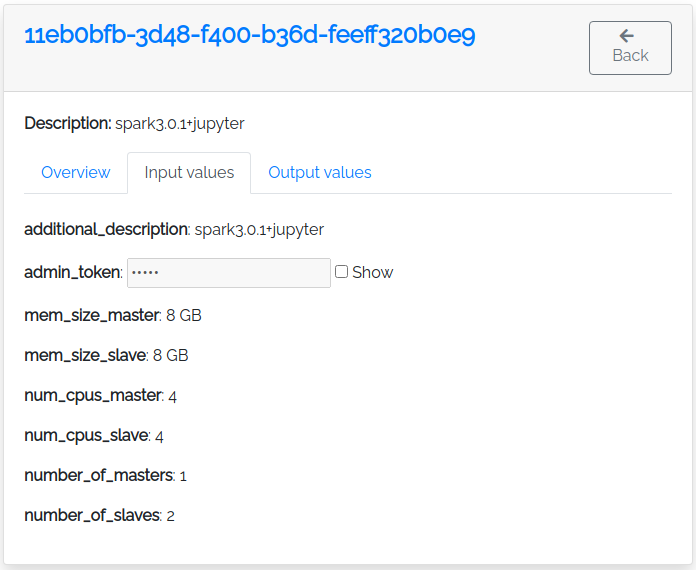 11eb0bfb-3d48-f400-b36d-feeff320b0e9
Back
Description: spark3.0.1+jupyter
Overview Input values Output values
additional_description: spark3.0.1+jupyter
admin_token: ••••• Show
mem_size_master: 8 GB
mem_size_slave: 8 GB
num_cpus_master: 4
num_cpus_slave: 4
number_of_masters: 1
number_of_slaves: 2